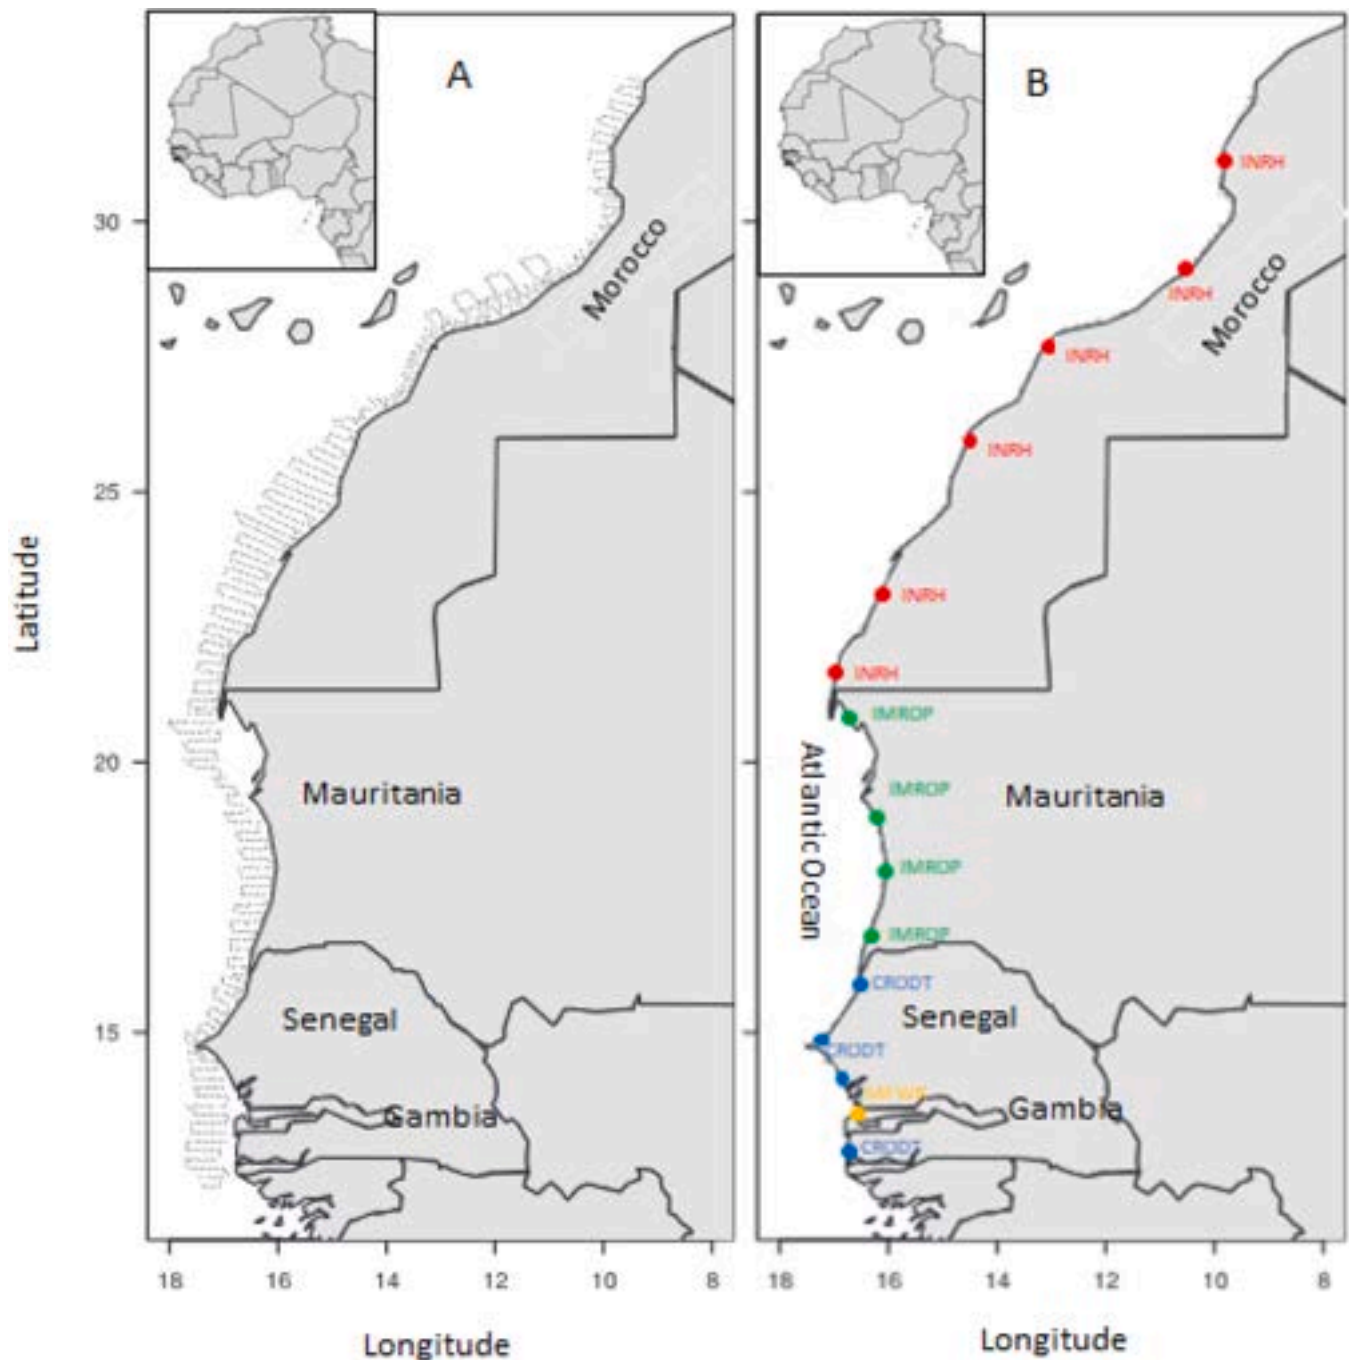 A
B
INRH
30
Morocco
INRH
Morocco
INRH
INRH
25
Latitude
INRH
INRH
IMROP
20
Atlantic Ocean
Mauritania
IMROP
Mauritania
IMROP
IMROP
CRODT
Senegal
Senegal
15
CRODT
Gambia
Gambia
CRODT
18 16 14 12 10 8
18 16 14 12 10 8
Longitude
Longitude